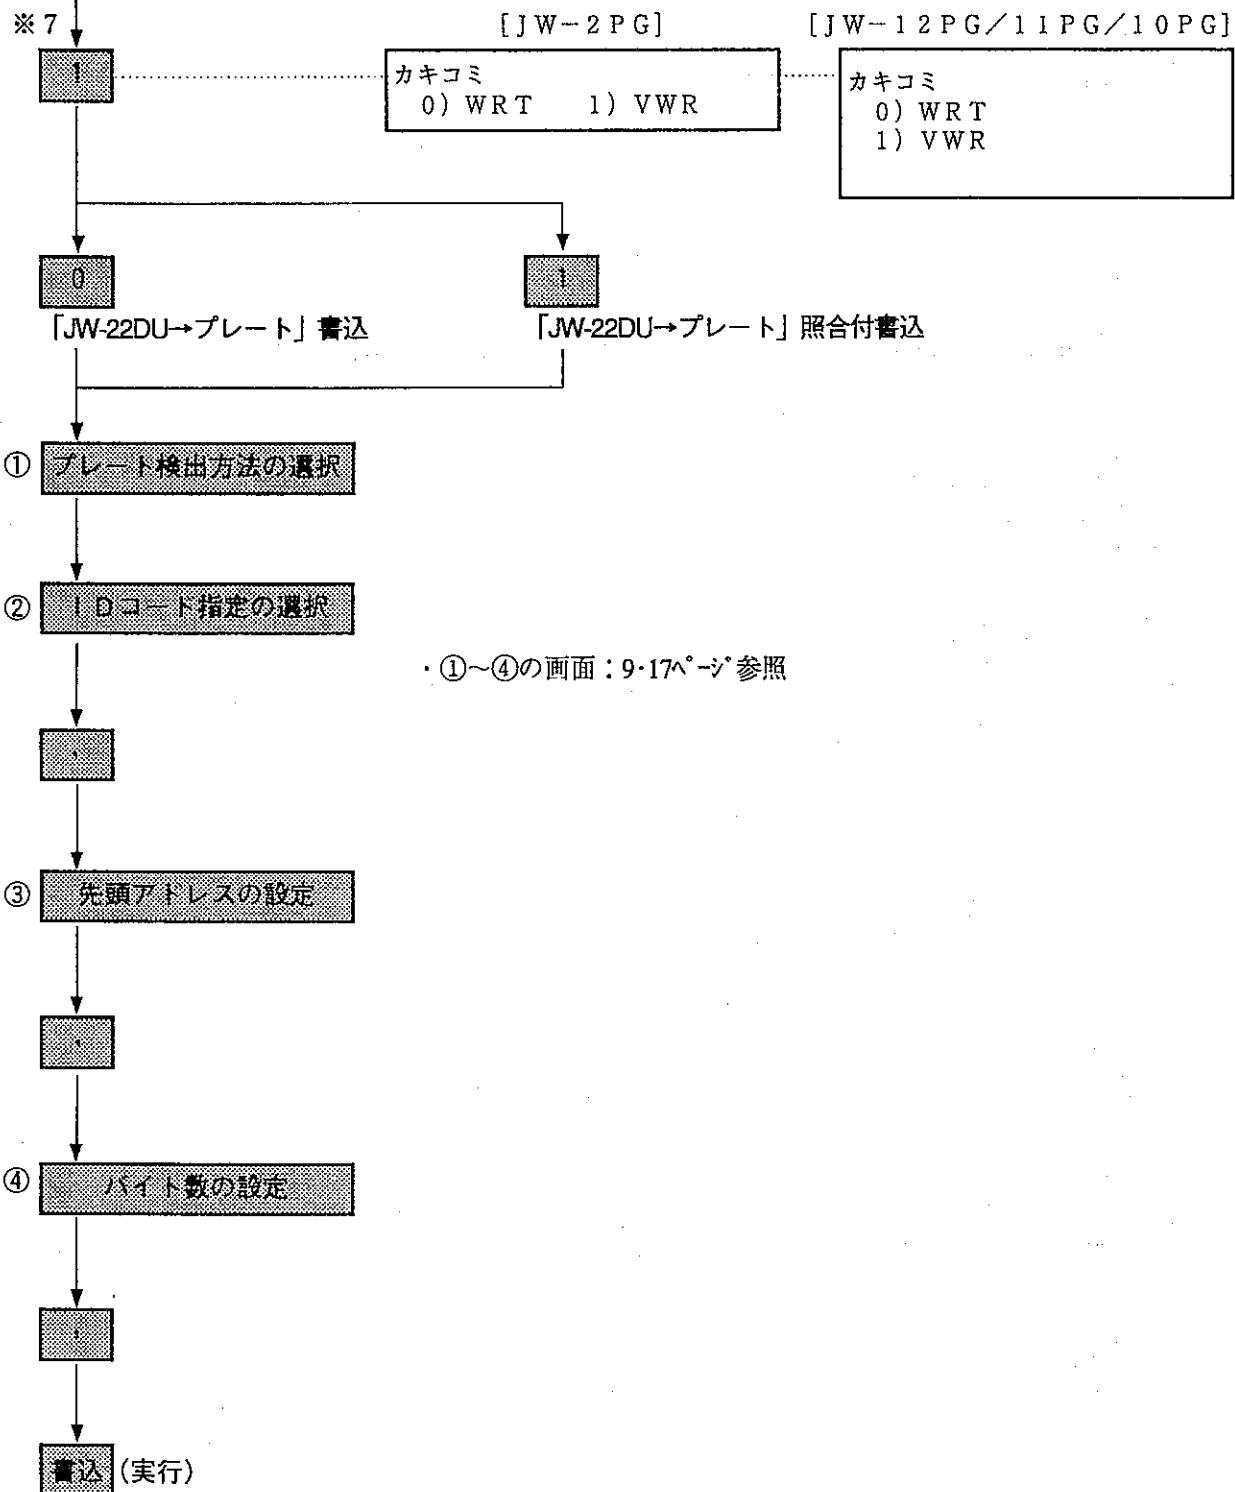 ※7
[JW-2PG]
[JW-12PG/11PG/10PG]
1
カキコミ
0) WRT 1) VWR
カキコミ
0) WRT
1) VWR
0
1
「JW-22DU→プレート」書込
「JW-22DU→プレート」照合付書込
① プレート検出方法の選択
② IDコード指定の選択
・①~④の画面:9・17ページ参照
,
③ 先頭アドレスの設定
,
④ バイト数の設定
,
書込 (実行)